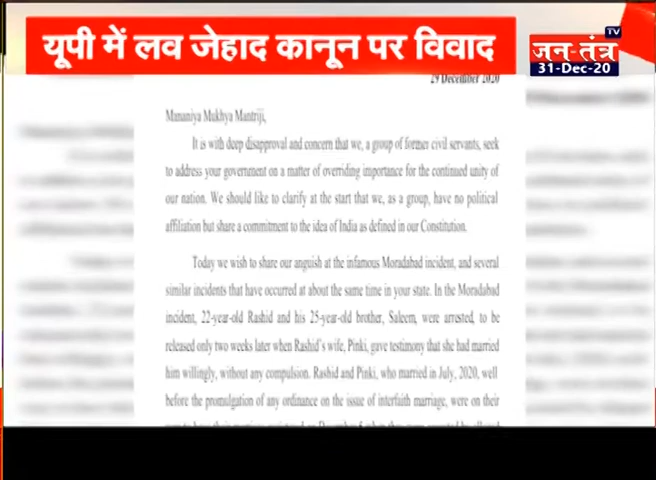 यूपी में लव जेहाद कानून पर विवाद
जन-तंत्र TV
31-Dec-20
29 December 2020
Mananiya Mukhya Mantriji,
It is with deep disapproval and concern that we, a group of former civil servants, seek
to address your government on a matter of overriding importance for the continued unity of
our nation. We should like to clarify at the start that we, as a group, have no political
affiliation but share a commitment to the idea of India as defined in our Constitution.
Today we wish to share our anguish at the infamous Moradabad incident, and several
similar incidents that have occurred at about the same time in your state. In the Moradabad
incident, 22-year-old Rashid and his 25-year-old brother, Saleem, were arrested, to be
released only two weeks later when Rashid's wife, Pinki, gave testimony that she had married
him willingly, without any compulsion. Rashid and Pinki, who married in July, 2020, well
before the promulgation of any ordinance on the issue of interfaith marriage, were on their